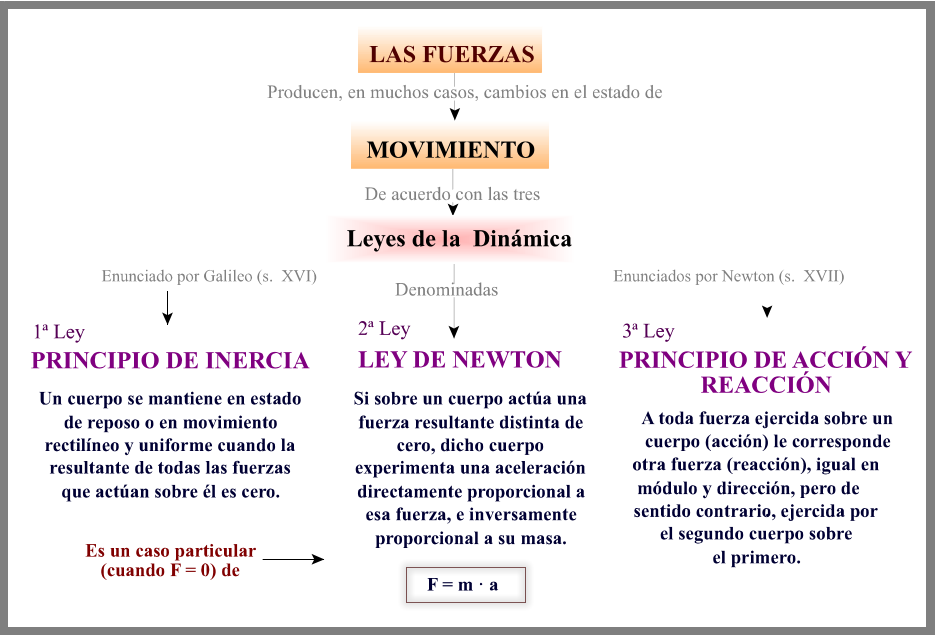 LAS FUERZAS
Producen, en muchos casos, cambios en el estado de
MOVIMIENTO
De acuerdo con las tres
Leyes de la Dinámica
Enunciado por Galileo (s. XVI)
Denominadas
Enunciados por Newton (s. XVII)
1ª Ley
PRINCIPIO DE INERCIA
Un cuerpo se mantiene en estado
de reposo o en movimiento
rectilíneo y uniforme cuando la
resultante de todas las fuerzas
que actúan sobre él es cero.
Es un caso particular
(cuando F = 0) de
2ª Ley
LEY DE NEWTON
Si sobre un cuerpo actúa una
fuerza resultante distinta de
cero, dicho cuerpo
experimenta una aceleración
directamente proporcional a
esa fuerza, e inversamente
proporcional a su masa.
F = m · a
3ª Ley
PRINCIPIO DE ACCIÓN Y
REACCIÓN
A toda fuerza ejercida sobre un
cuerpo (acción) le corresponde
otra fuerza (reacción), igual en
módulo y dirección, pero de
sentido contrario, ejercida por
el segundo cuerpo sobre
el primero.